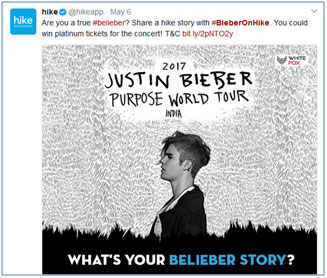 hike
hike @hikeapp · May 6
Are you a true #belieber? Share a hike story with #BieberOnHike. You could
win platinum tickets for the concert! T&C bit.ly/2pNTO2y
2017
JUSTIN BIEBER
PURPOSE WORLD TOUR
INDIA
WHITE
FOX
WHAT'S YOUR BELIEBER STORY?